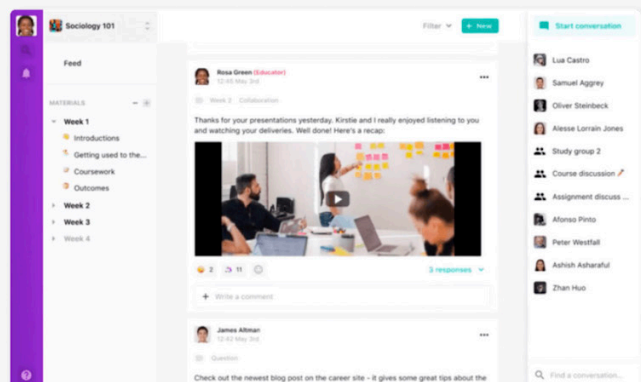 Sociology 101
Filter
+ New
Feed
MATERIALS
Week 1
Introductions
Getting used to the...
Coursework
Outcomes
Week 2
Week 3
Week 4
Rosa Green (Educator)
12:55 May 3rd
Week 2 Collaboration
Thanks for your presentations yesterday. Kirstie and I really enjoyed listening to you
and watching your deliveries. Well done! Here's a recap:
2
11
3 responses
+ Write a comment
James Altman
12:43 May 3rd
Question
Check out the newest blog post on the career site - it gives some great tips about the
Start conversation
Lua Castro
Samuel Aggrey
Oliver Steinbeck
Alesse Lorrain Jones
Study group 2
Course discussion
Assignment discuss ...
Afonso Pinto
Peter Westfall
Ashish Asharaful
Zhan Huo
Find a conversation...